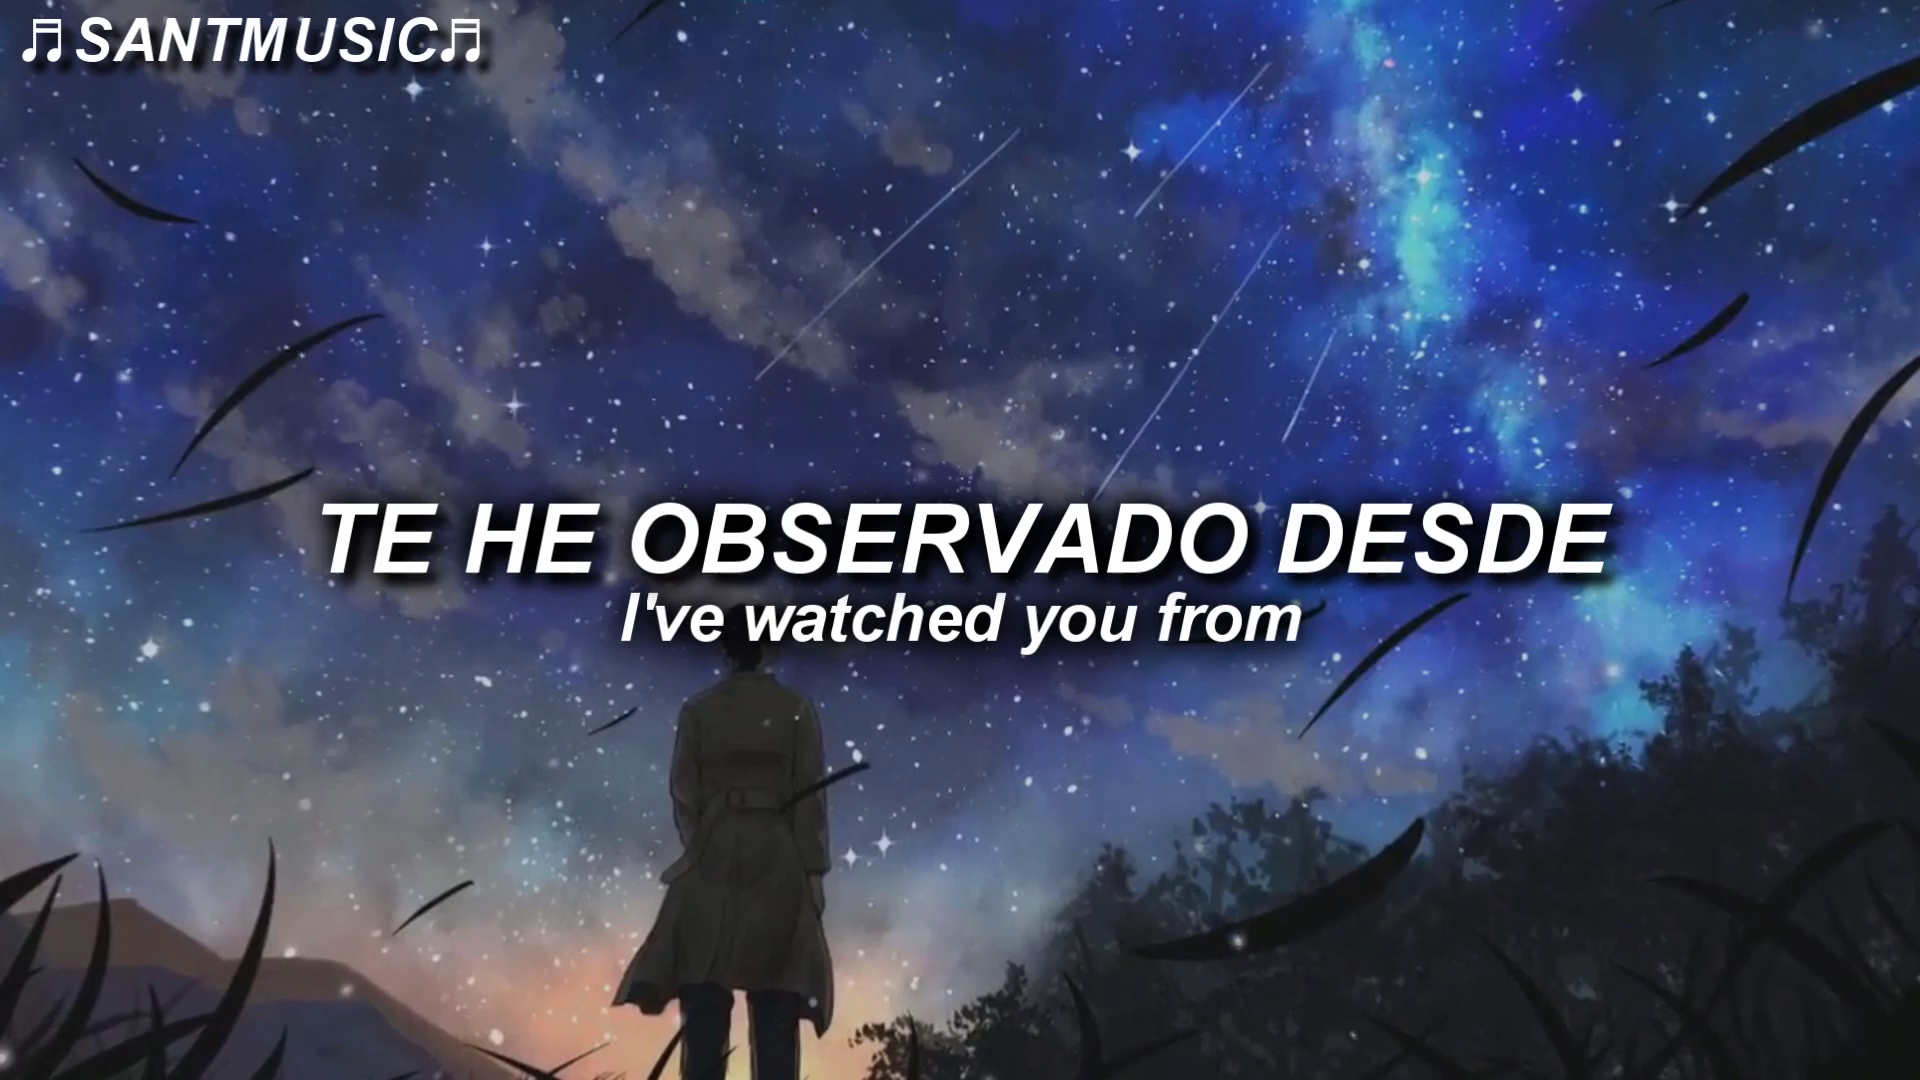 ♬SANTMUSIC♬
TE HE OBSERVADO DESDE
I've watched you from